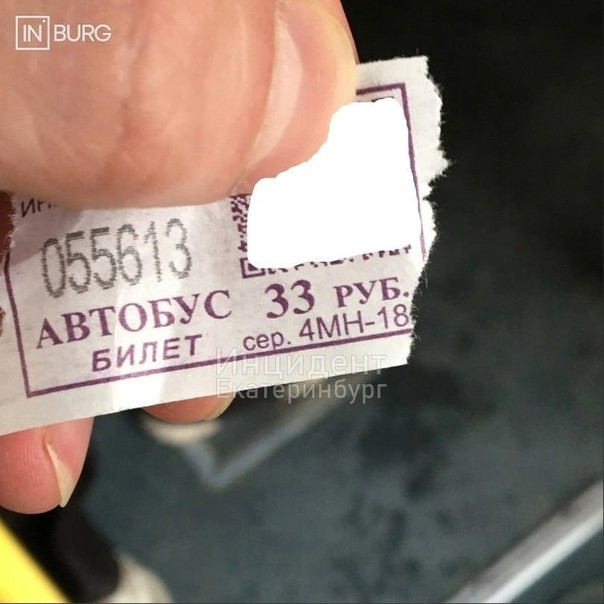 IN BURG
055613
АВТОБУС 33 РУБ.
БИЛЕТ сер. 4МН-18
Инцидент
Екатеринбург